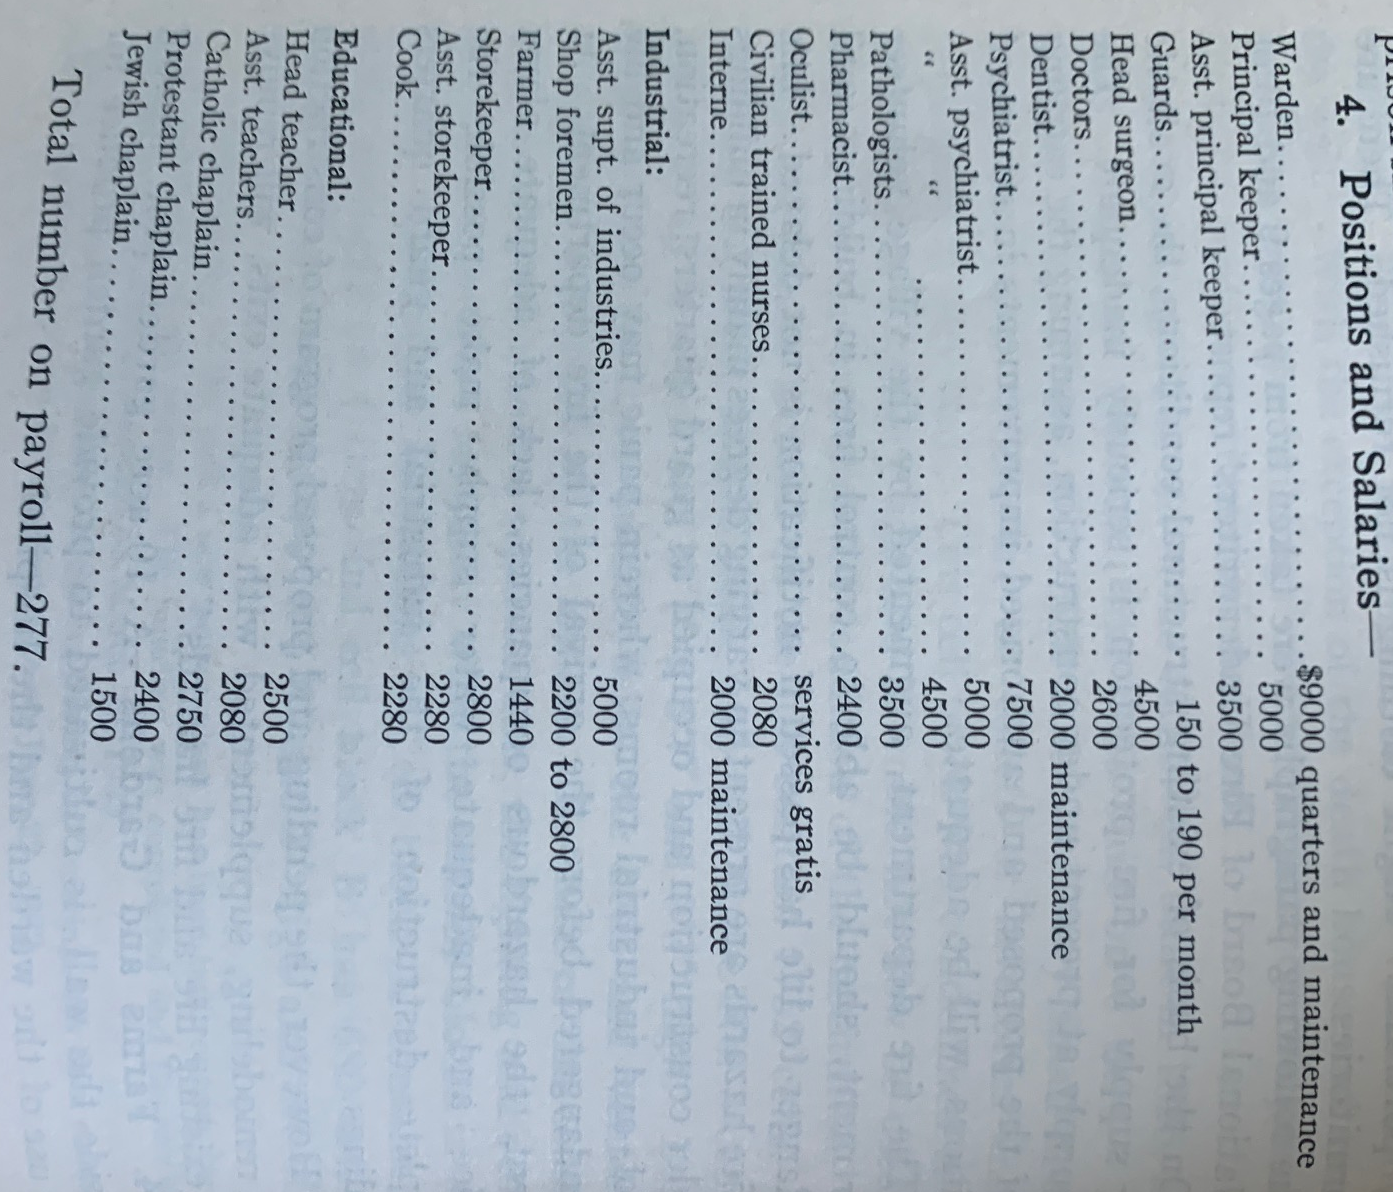 4. Positions and Salaries—
Warden.......................$9000 quarters and maintenance
Principal keeper....................... 5000
Asst. principal keeper....................... 3500
Guards....................... 150 to 190 per month
Head surgeon....................... 4500
Doctors....................... 2600
Dentist....................... 2000 maintenance
Psychiatrist....................... 7500
Asst. psychiatrist....................... 5000
“ “ ....................... 4500
Pathologists....................... 3500
Pharmacist....................... 2400
Oculist....................... services gratis
Civilian trained nurses....................... 2080
Interne....................... 2000 maintenance
Industrial:
Asst. supt. of industries....................... 5000
Shop foremen....................... 2200 to 2800
Farmer....................... 1440
Storekeeper....................... 2800
Asst. storekeeper....................... 2280
Cook....................... 2280
Educational:
Head teacher....................... 2500
Asst. teachers....................... 2080
Catholic chaplain....................... 2750
Protestant chaplain....................... 2400
Jewish chaplain....................... 1500
Total number on payroll—277.